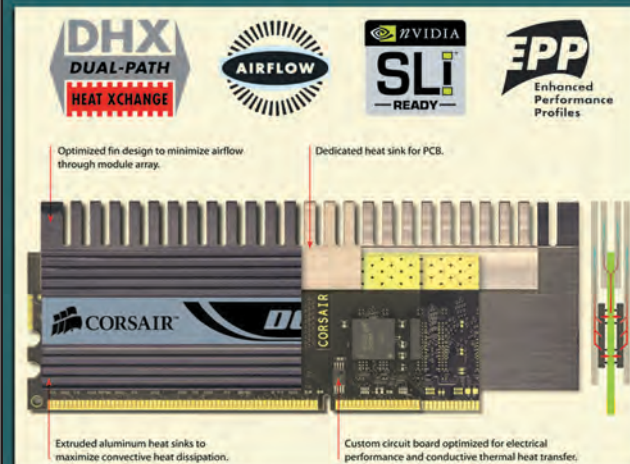 DHX
DUAL-PATH
HEAT XCHANGE
AIRFLOW
NVIDIA
SLI
READY
EPP
Enhanced
Performance
Profiles
Optimized fin design to minimize airflow
through module array.
Dedicated heat sink for PCB.
CORSAIR
CORSAIR
Extruded aluminum heat sinks to
maximize convective heat dissipation.
Custom circuit board optimized for electrical
performance and conductive thermal heat transfer.